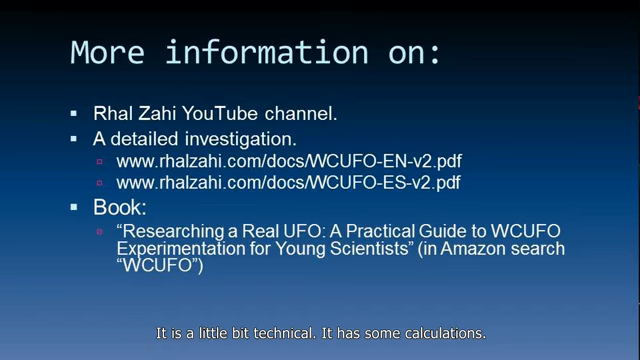 More information on:
Rhal Zahi YouTube channel.
A detailed investigation.
www.rhalzahi.com/docs/WCUFO-EN-v2.pdf
www.rhalzahi.com/docs/WCUFO-ES-v2.pdf
Book:
“Researching a Real UFO: A Practical Guide to WCUFO
Experimentation for Young Scientists” (in Amazon search
“WCUFO”)
It is a little bit technical. It has some calculations.